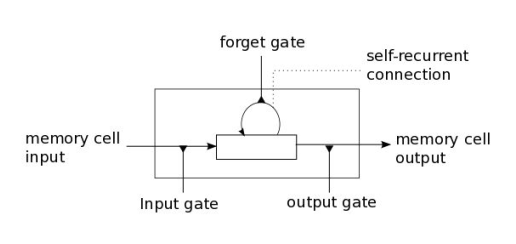 forget gate
self-recurrent
connection
memory cell
input
memory cell
output
Input gate
output gate